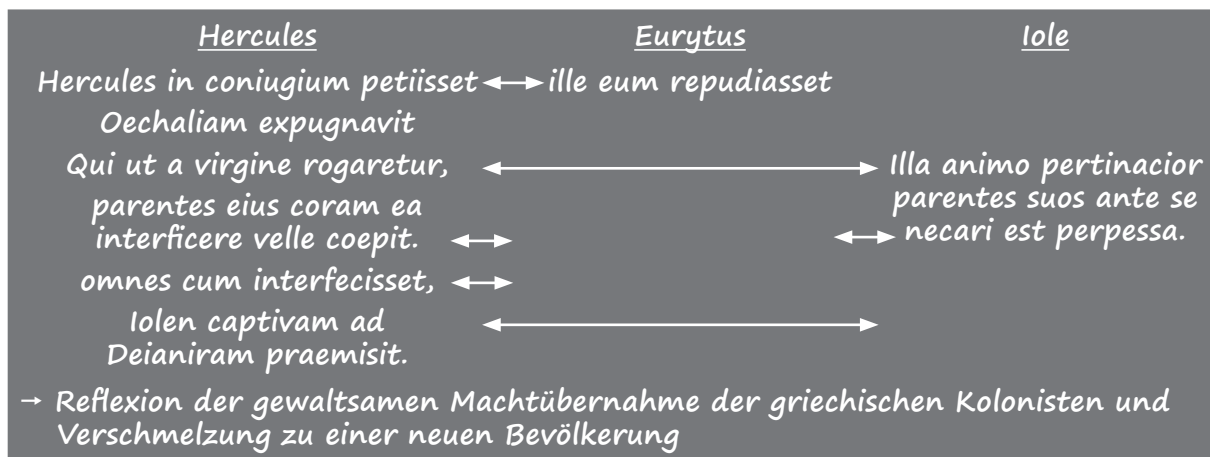 Hercules Eurytus Iole
Hercules in coniugium petiisset ↔ ille eum repudiasset
Oechaliam expugnavit
Qui ut a virgine rogaretur, ↔ Illa animo pertinacior
parentes eius coram ea parentes suos ante se
interficere velle coepit. ↔ ↔ necari est perpessa.
omnes cum interfecisset, ↔
Iolen captivam ad ↔
Deianiram praemisit.
→ Reflexion der gewaltsamen Machtübernahme der griechischen Kolonisten und
Verschmelzung zu einer neuen Bevölkerung